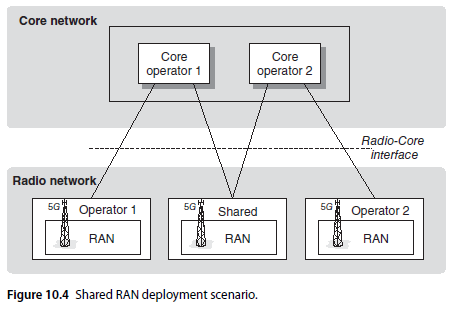 Core network
Core
operator 1
Core
operator 2
Radio-Core
interface
Radio network
5G
Operator 1
RAN
5G
Shared
RAN
5G
Operator 2
RAN
Figure 10.4 Shared RAN deployment scenario.